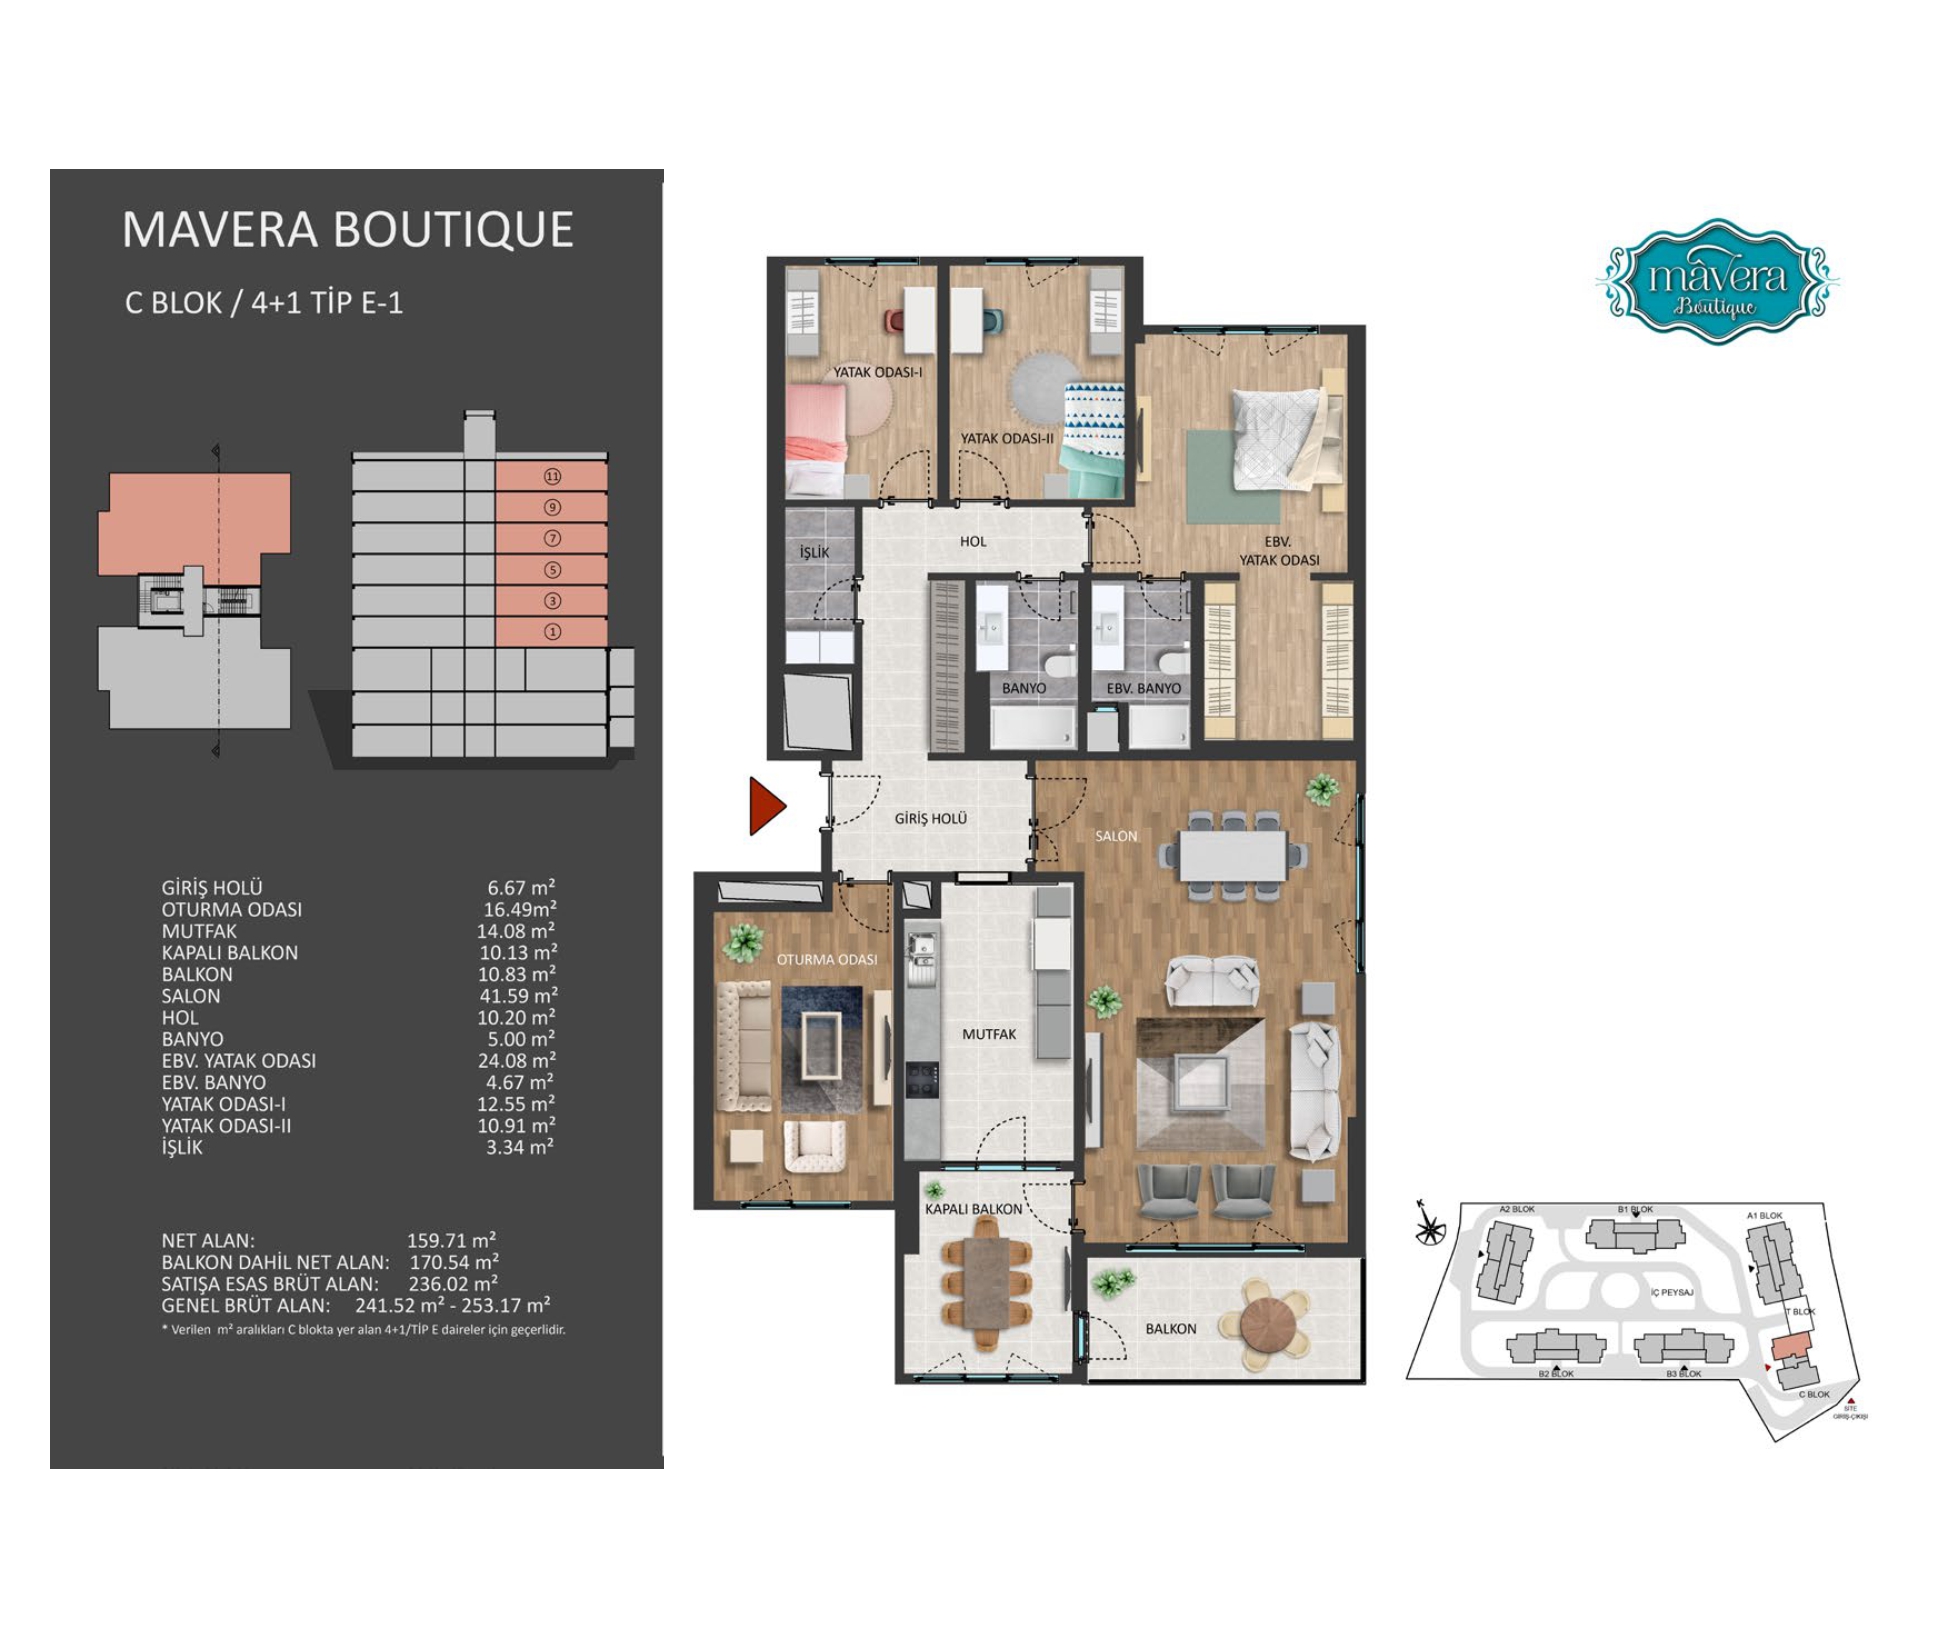 MAVERA BOUTIQUE
C BLOK / 4+1 TİP E-1
11
9
7
5
3
1
GİRİŞ HOLÜ 6.67 m²
OTURMA ODASI 16.49m²
MUTFAK 14.08 m²
KAPALI BALKON 10.13 m²
BALKON 10.83 m²
SALON 41.59 m²
HOL 10.20 m²
BANYO 5.00 m²
EBV. YATAK ODASI 24.08 m²
EBV. BANYO 4.67 m²
YATAK ODASI-I 12.55 m²
YATAK ODASI-II 10.91 m²
İŞLİK 3.34 m²
NET ALAN: 159.71 m²
BALKON DAHİL NET ALAN: 170.54 m²
SATIŞA ESAS BRÜT ALAN: 236.02 m²
GENEL BRÜT ALAN: 241.52 m² - 253.17 m²
* Verilen m² aralıkları C blokta yer alan 4+1/TİP E daireler için geçerlidir.
YATAK ODASI-I
YATAK ODASI-II
İŞLİK
HOL
EBV.
YATAK ODASI
BANYO
EBV. BANYO
GİRİŞ HOLÜ
SALON
OTURMA ODASI
MUTFAK
KAPALI BALKON
BALKON
mâvera
Boutique
K
A2 BLOK
B1 BLOK
A1 BLOK
İÇ PEYSAJ
T BLOK
B2 BLOK
B3 BLOK
C BLOK
SİTE
GİRİŞ-ÇIKIŞI